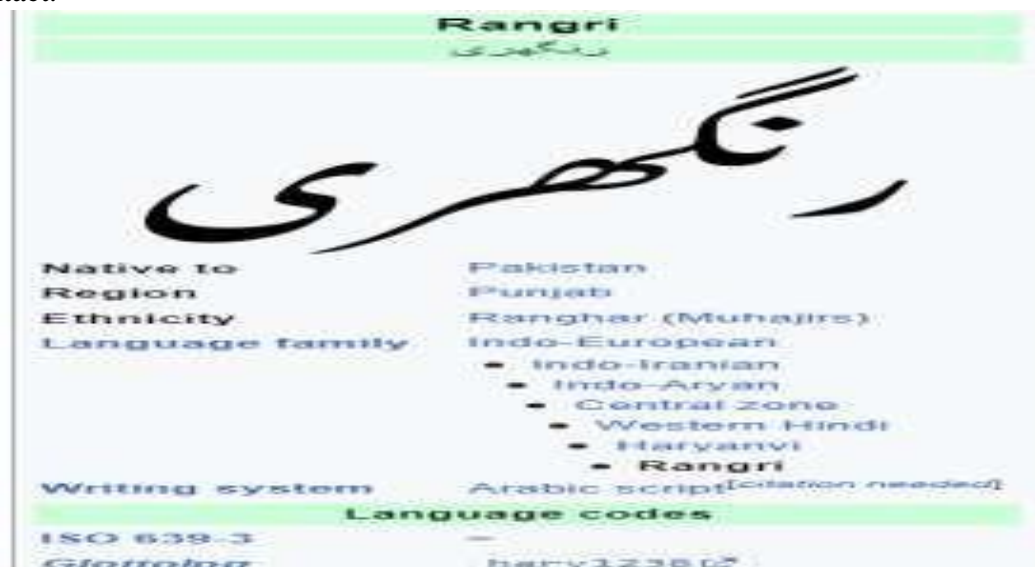 Rangri
رنگھری
رنگھری
Native to Pakistan
Region Punjab
Ethnicity Ranghar (Muhajirs)
Language family Indo-European
• Indo-Iranian
• Indo-Aryan
• Central zone
• Western Hindi
• Haryanvi
• Rangri
Writing system Arabic script[citation needed]
Language codes
ISO 639-3 –
Glottolog hary1238